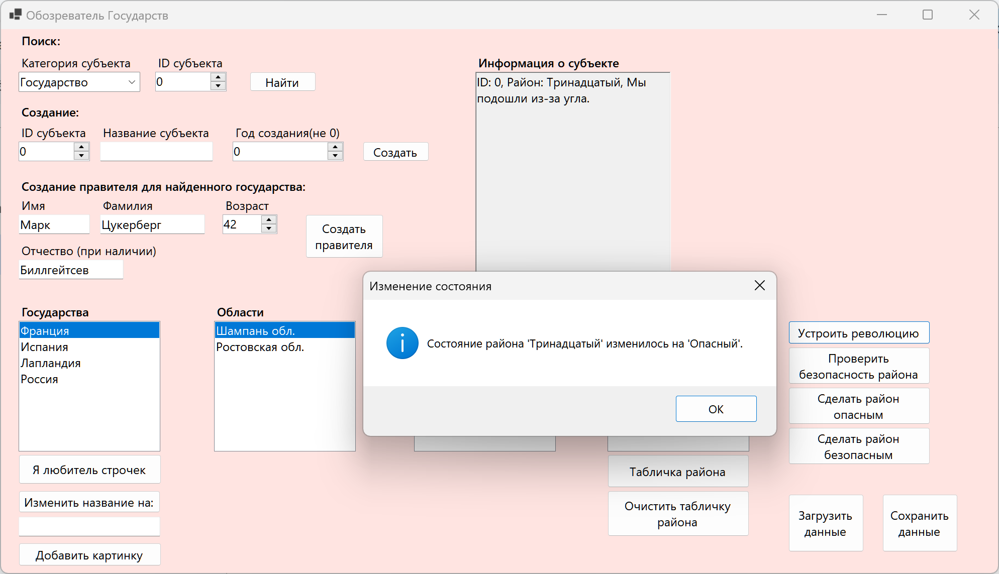 Обозреватель Государств
Поиск:
Категория субъекта
ID субъекта
Государство
0
Найти
Информация о субъекте
ID: 0, Район: Тринадцатый, Мы
подошли из-за угла.
Создание:
ID субъекта
Название субъекта
Год создания(не 0)
0
0
Создать
Создание правителя для найденного государства:
Имя
Фамилия
Возраст
Марк
Цукерберг
42
Создать
правителя
Отчество (при наличии)
Биллгейтсев
Изменение состояния
Состояние района 'Тринадцатый' изменилось на 'Опасный'.
ОК
Государства
Франция
Испания
Лапландия
Россия
Области
Шампань обл.
Ростовская обл.
Устроить революцию
Проверить
безопасность района
Сделать район
опасным
Сделать район
безопасным
Я любитель строчек
Изменить название на:
Добавить картинку
Табличка района
Очистить табличку
района
Загрузить
данные
Сохранить
данные